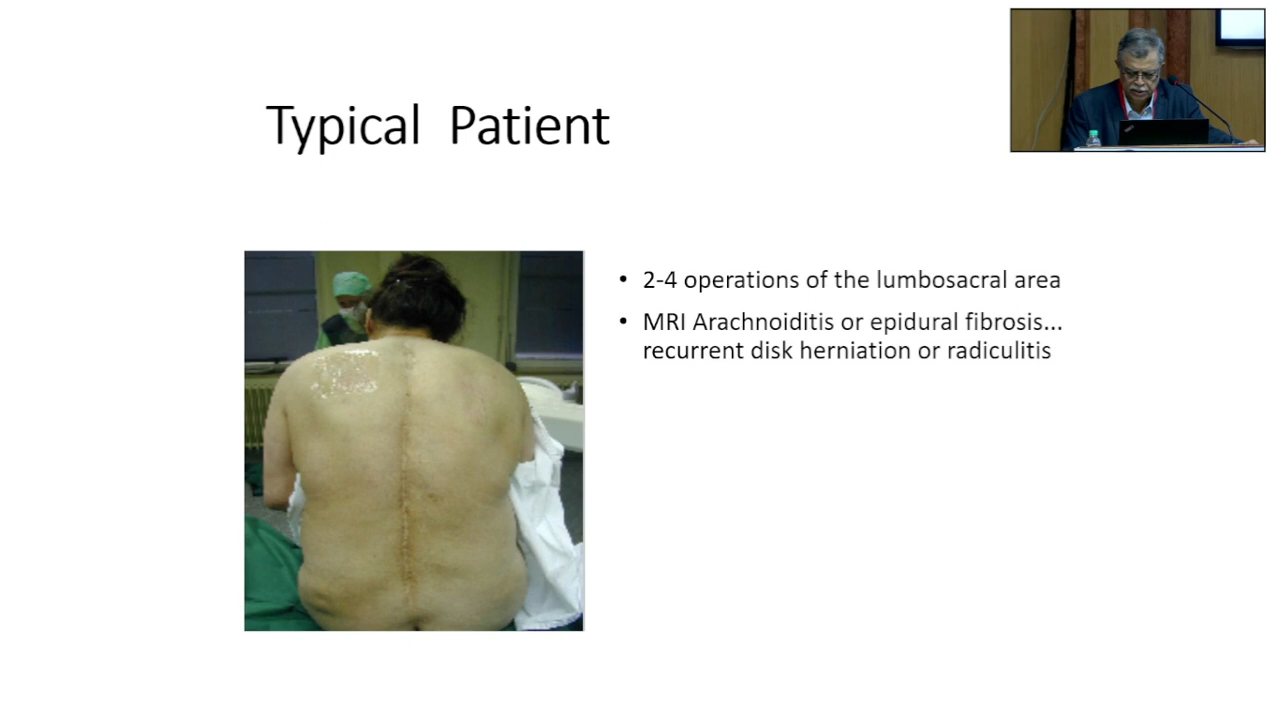 Typical Patient
• 2-4 operations of the lumbosacral area
• MRI Arachnoiditis or epidural fibrosis...
recurrent disk herniation or radiculitis